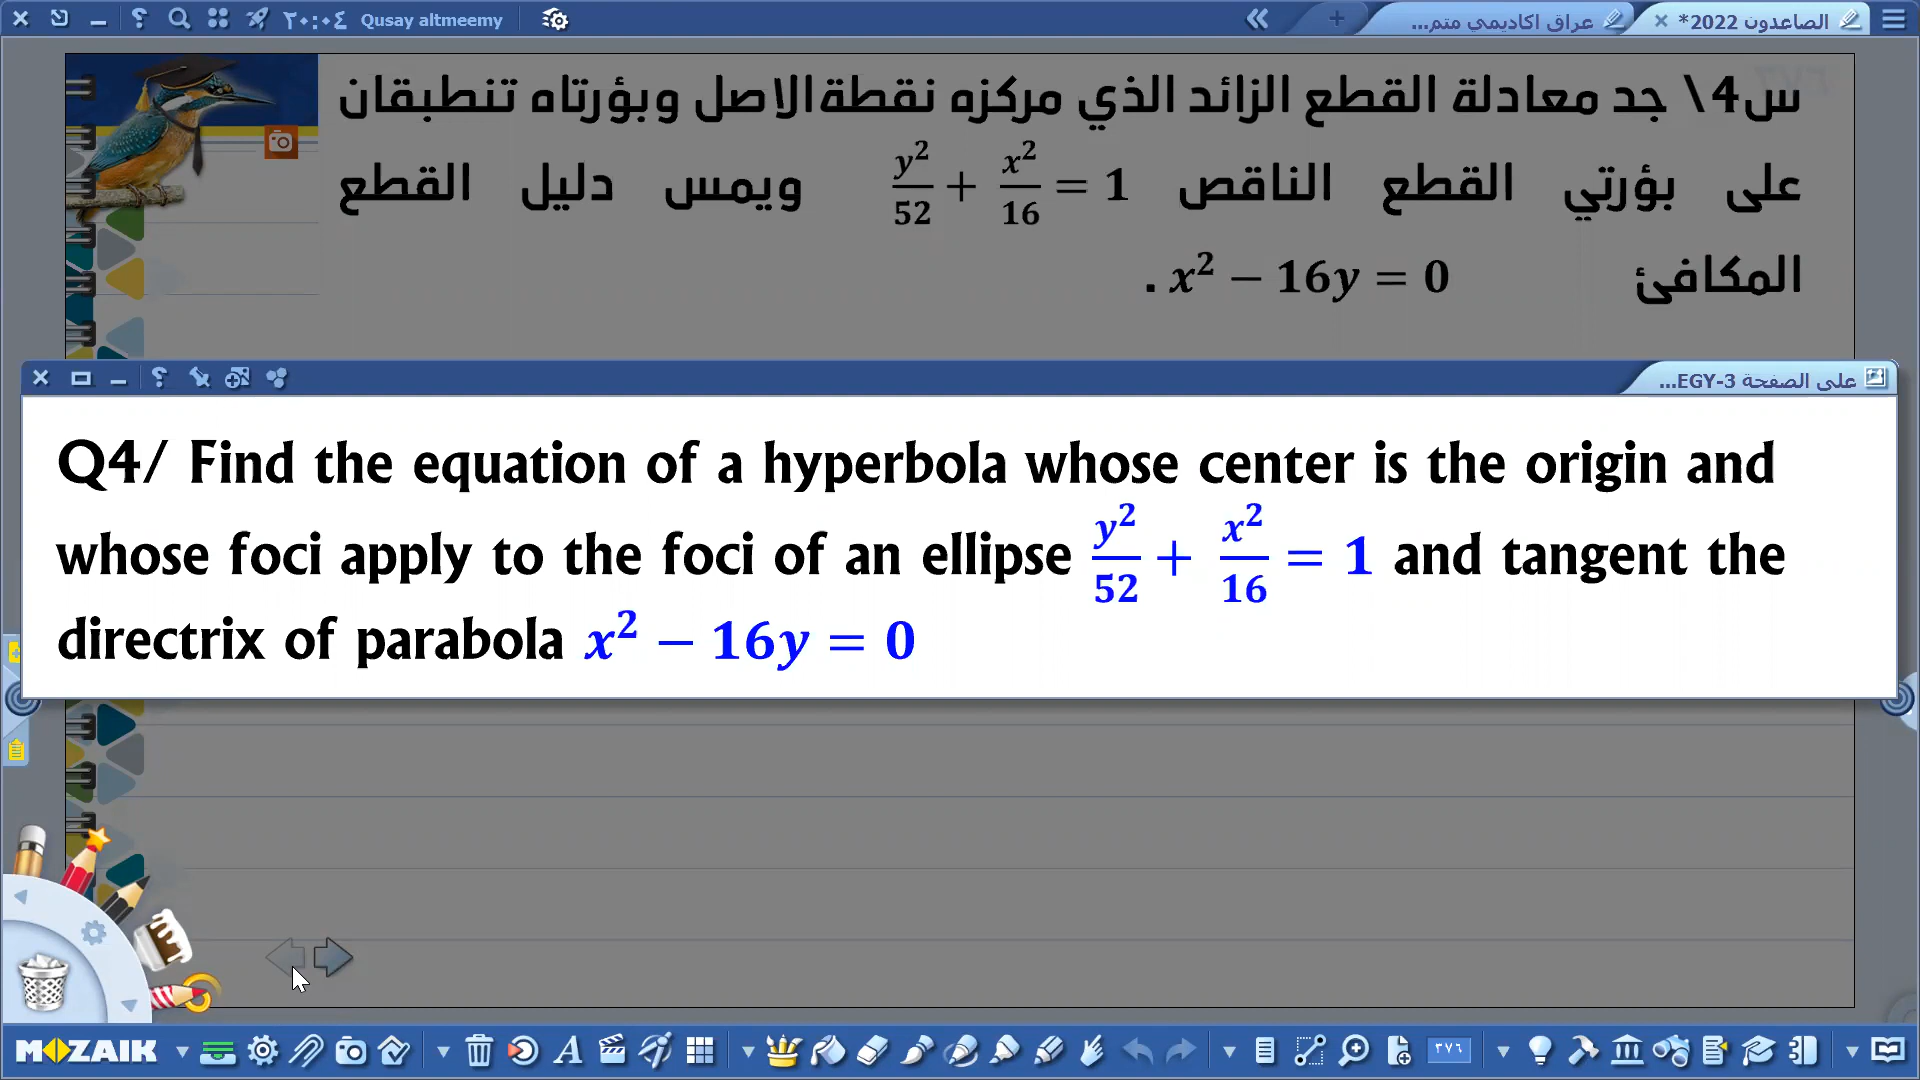 ٢٠:٠٤ Qusay altmeemy
عراق اكاديمي متم...
الصاعدون 2022*
س4\ جد معادلة القطع الزائد الذي مركزه نقطة الاصل وبؤرتاه تنطبقان
على بؤرتي القطع الناقص y²/52 + x²/16 = 1 ويمس دليل القطع
المكافئ x² − 16y = 0 .
على الصفحة EGY-3...
Q4/ Find the equation of a hyperbola whose center is the origin and
whose foci apply to the foci of an ellipse y²/52 + x²/16 = 1 and tangent the
directrix of parabola x² − 16y = 0
MOZAIK
٣٧٦